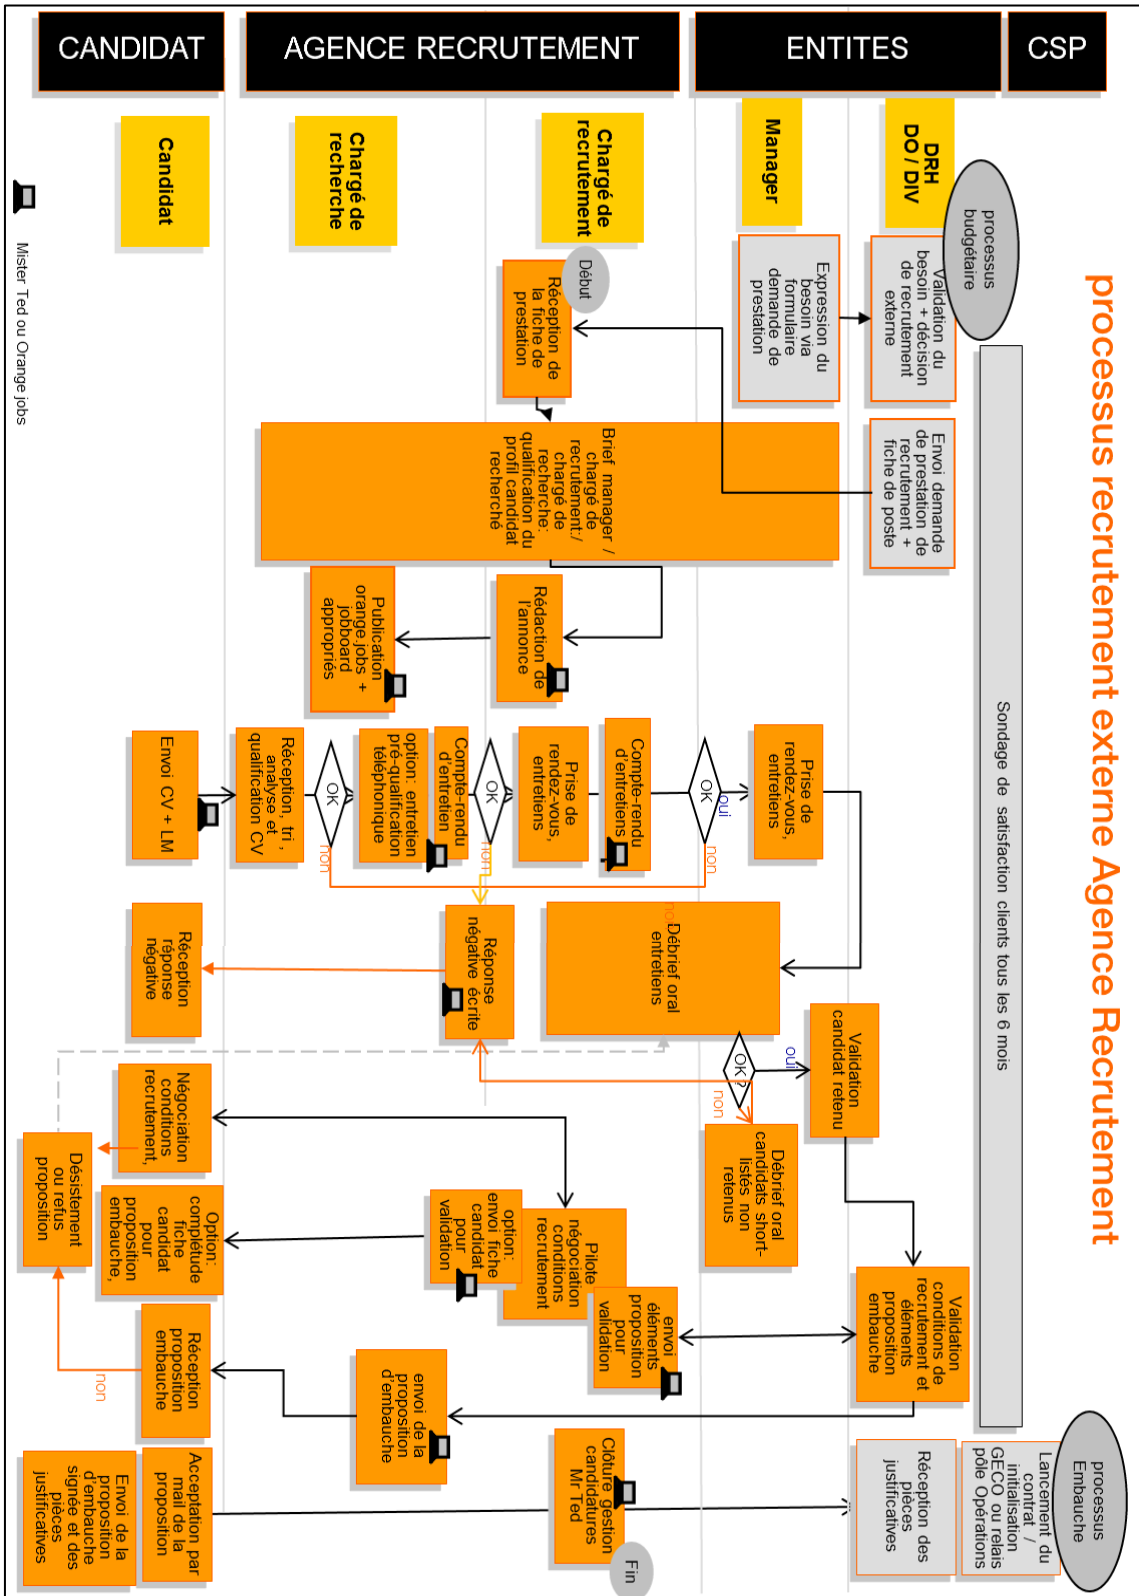 processus recrutement externe Agence Recrutement
CSP
ENTITES
AGENCE RECRUTEMENT
CANDIDAT
processus
budgétaire
Sondage de satisfaction clients tous les 6 mois
processus
Embauche
DRH
DO / DIV
Validation du
besoin + décision
de recrutement
externe
Envoi demande
de prestation de
recrutement +
fiche de poste
Validation
candidat retenu
Validation
conditions de
recrutement et
éléments
proposition
embauche
Réception des
pièces
justificatives
Lancement du
contrat /
initialisation
GECO ou relais
pôle Opérations
Manager
Expression du
besoin via
formulaire
demande de
prestation
Prise de
rendez-vous,
entretiens
oui
OK
non
oui
OK?
non
Débrief oral
candidats short-
listés non
retenus
Chargé de
recrutement
Début
Réception de
la fiche de
prestation
Brief manager /
chargé de
recrutement:/
chargé de
recherche:
qualification du
profil candidat
recherché
Rédaction de
l'annonce
Compte-rendu
d'entretiens
Prise de
rendez-vous,
entretiens
OK
non
non
Débrief oral
entretiens
Réponse
négative écrite
envoi
éléments
proposition
pour
validation
Pilote
négociation
conditions
recrutement
option:
envoi fiche
candidat
pour
validation
Clôture gestion
candidatures
Mr Ted
Fin
Chargé de
recherche
Publication
orange.jobs +
jobboard
appropriés
Compte-rendu
d'entretien
option: entretien
pré-qualification
téléphonique
OK
non
Réception, tri ,
analyse et
qualification CV
envoi de la
proposition
d'embauche
Candidat
Envoi CV + LM
Réception
réponse
négative
Négociation
conditions
recrutement,
Désistement
ou refus
proposition
Option:
complétude
fiche
candidat
pour
proposition
embauche,
Réception
proposition
embauche
non
Acceptation par
mail de la
proposition
Envoi de la
proposition
d'embauche
signée et des
pièces
justificatives
Mister Ted ou Orange jobs